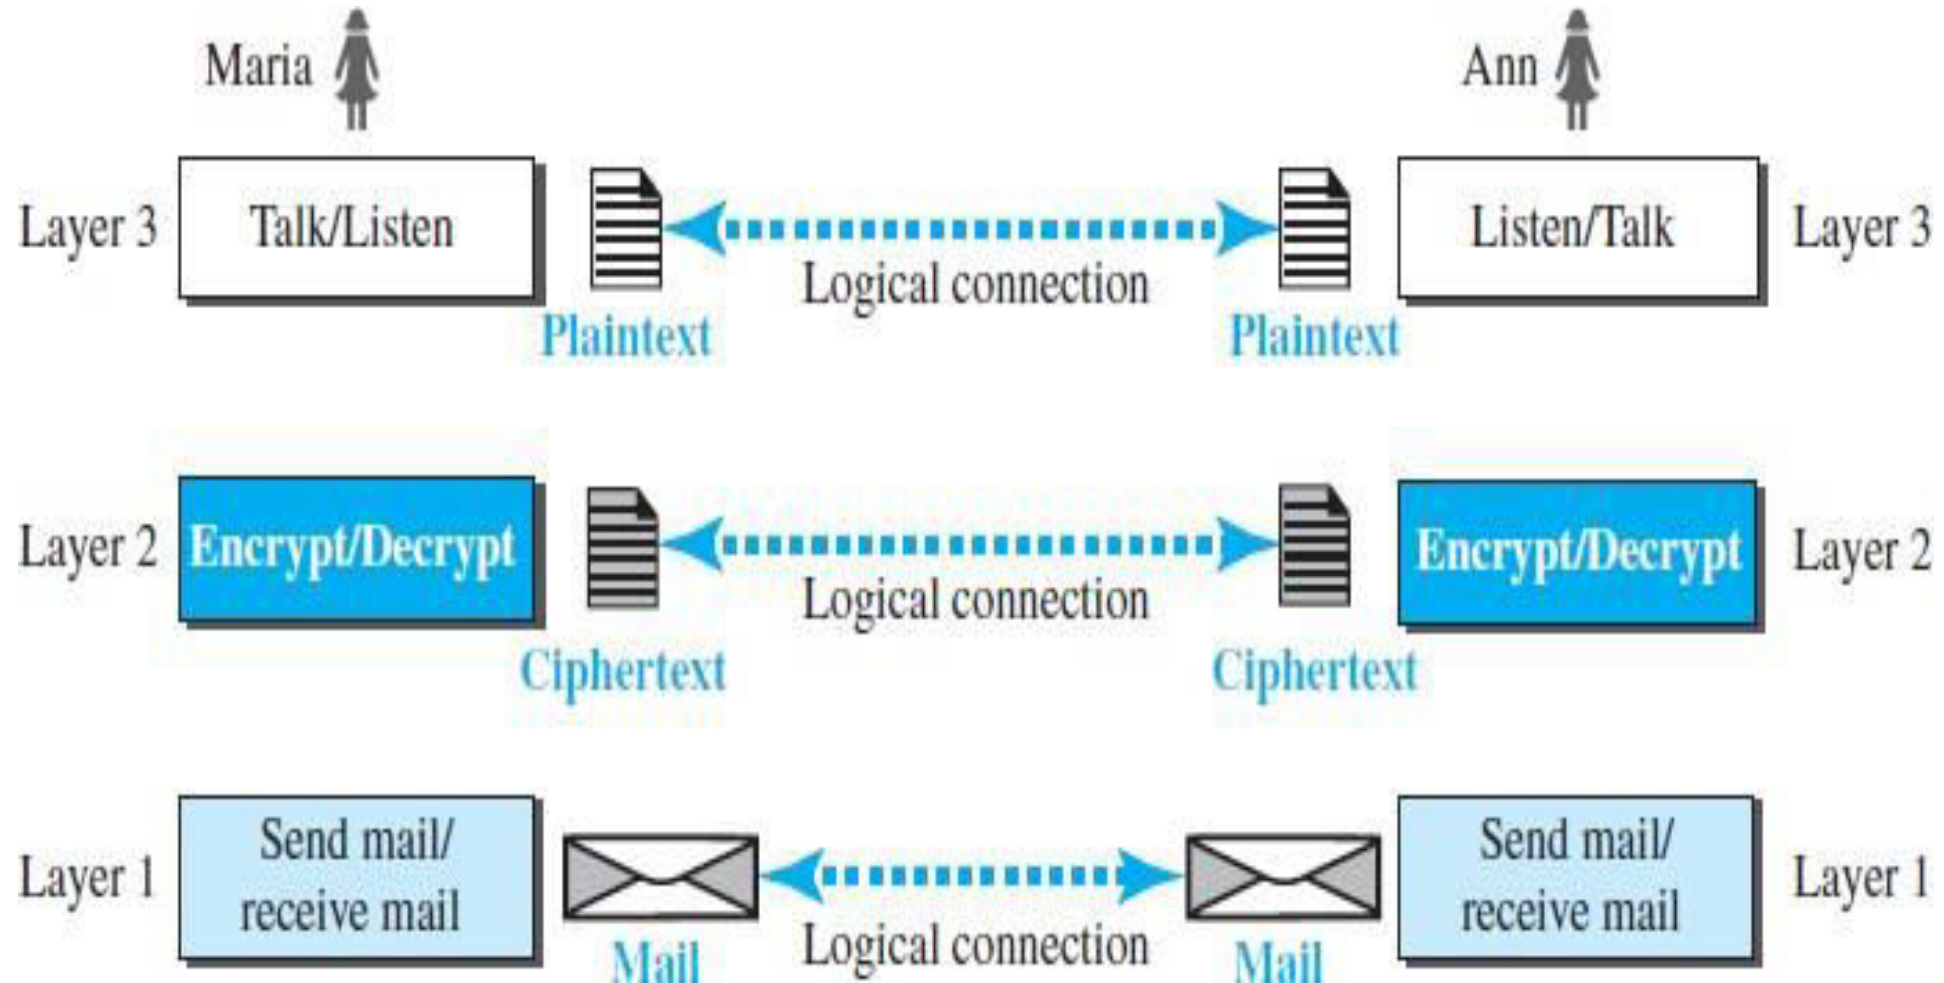 Maria
Ann
Layer 3
Talk/Listen
Listen/Talk
Layer 3
Logical connection
Plaintext
Plaintext
Layer 2
Encrypt/Decrypt
Encrypt/Decrypt
Layer 2
Logical connection
Ciphertext
Ciphertext
Layer 1
Send mail/
receive mail
Send mail/
receive mail
Layer 1
Logical connection
Mail
Mail